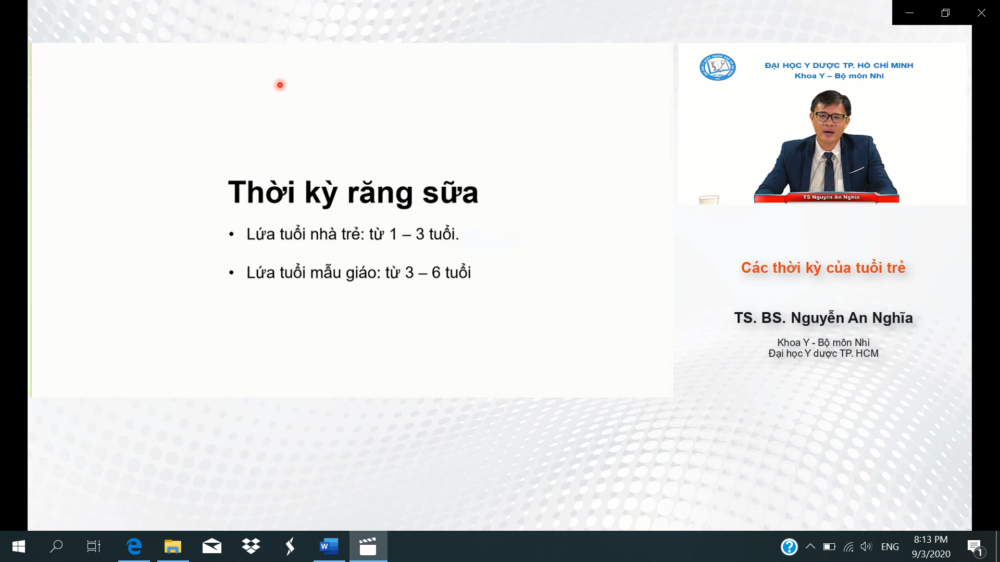 Thời kỳ răng sữa
• Lứa tuổi nhà trẻ: từ 1 – 3 tuổi.
• Lứa tuổi mẫu giáo: từ 3 – 6 tuổi
ĐẠI HỌC Y DƯỢC TP. HỒ CHÍ MINH
Khoa Y – Bộ môn Nhi
TS Nguyễn An Nghĩa
Các thời kỳ của tuổi trẻ
TS. BS. Nguyễn An Nghĩa
Khoa Y - Bộ môn Nhi
Đại học Y dược TP. HCM
ENG
8:13 PM
9/3/2020
1